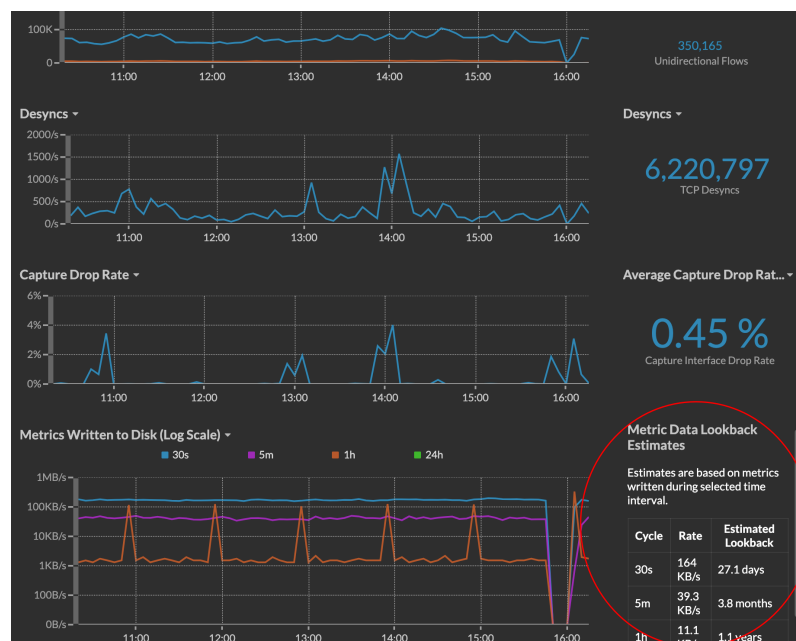 100K
0
11:00 12:00 13:00 14:00 15:00 16:00
350,165
Unidirectional Flows
Desyncs
2000/s
1500/s
1000/s
500/s
0/s
11:00 12:00 13:00 14:00 15:00 16:00
Desyncs
6,220,797
TCP Desyncs
Capture Drop Rate
6%
4%
2%
0%
11:00 12:00 13:00 14:00 15:00 16:00
Average Capture Drop Rat...
0.45 %
Capture Interface Drop Rate
Metrics Written to Disk (Log Scale)
30s 5m 1h 24h
1MB/s
100KB/s
10KB/s
1KB/s
100B/s
0B/s
11:00 12:00 13:00 14:00 15:00 16:00
Metric Data Lookback
Estimates
Estimates are based on metrics
written during selected time
interval.
Cycle Rate Estimated
Lookback
30s 164
KB/s 27.1 days
5m 39.3
KB/s 3.8 months
1h 11.1
KB/s 1.1 years